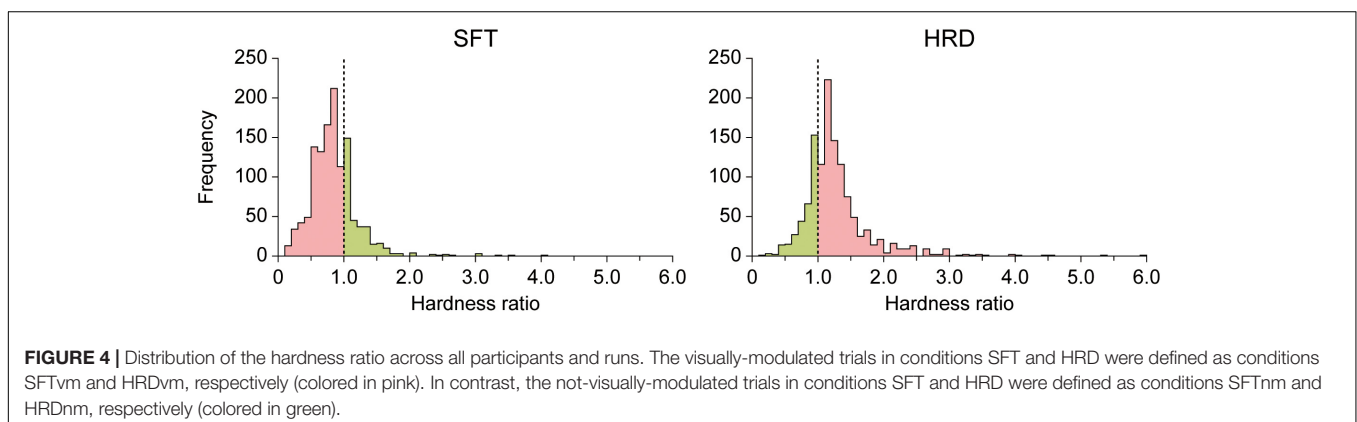 SFT
250
200
150
100
50
0
Frequency
0 1.0 2.0 3.0 4.0 5.0 6.0
Hardness ratio
HRD
250
200
150
100
50
0
0 1.0 2.0 3.0 4.0 5.0 6.0
Hardness ratio
FIGURE 4 | Distribution of the hardness ratio across all participants and runs. The visually-modulated trials in conditions SFT and HRD were defined as conditions
SFTvm and HRDvm, respectively (colored in pink). In contrast, the not-visually-modulated trials in conditions SFT and HRD were defined as conditions SFTnm and
HRDnm, respectively (colored in green).